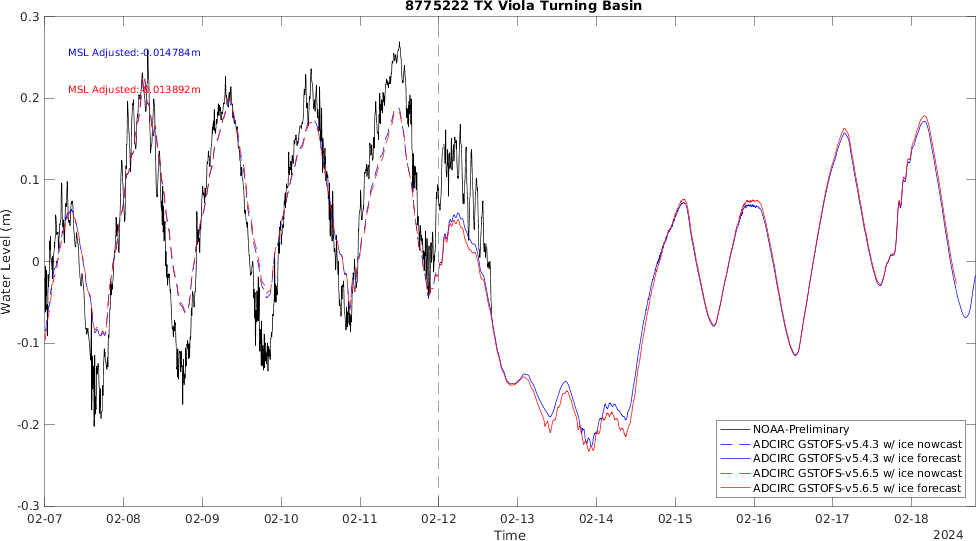 8775222 TX Viola Turning Basin
MSL Adjusted:-0.014784m
MSL Adjusted:-0.013892m
Water Level (m)
0.3
0.2
0.1
0
-0.1
-0.2
-0.3
NOAA-Preliminary
ADCIRC GSTOFS-v5.4.3 w/ ice nowcast
ADCIRC GSTOFS-v5.4.3 w/ ice forecast
ADCIRC GSTOFS-v5.6.5 w/ ice nowcast
ADCIRC GSTOFS-v5.6.5 w/ ice forecast
02-07 02-08 02-09 02-10 02-11 02-12 02-13 02-14 02-15 02-16 02-17 02-18
Time
2024